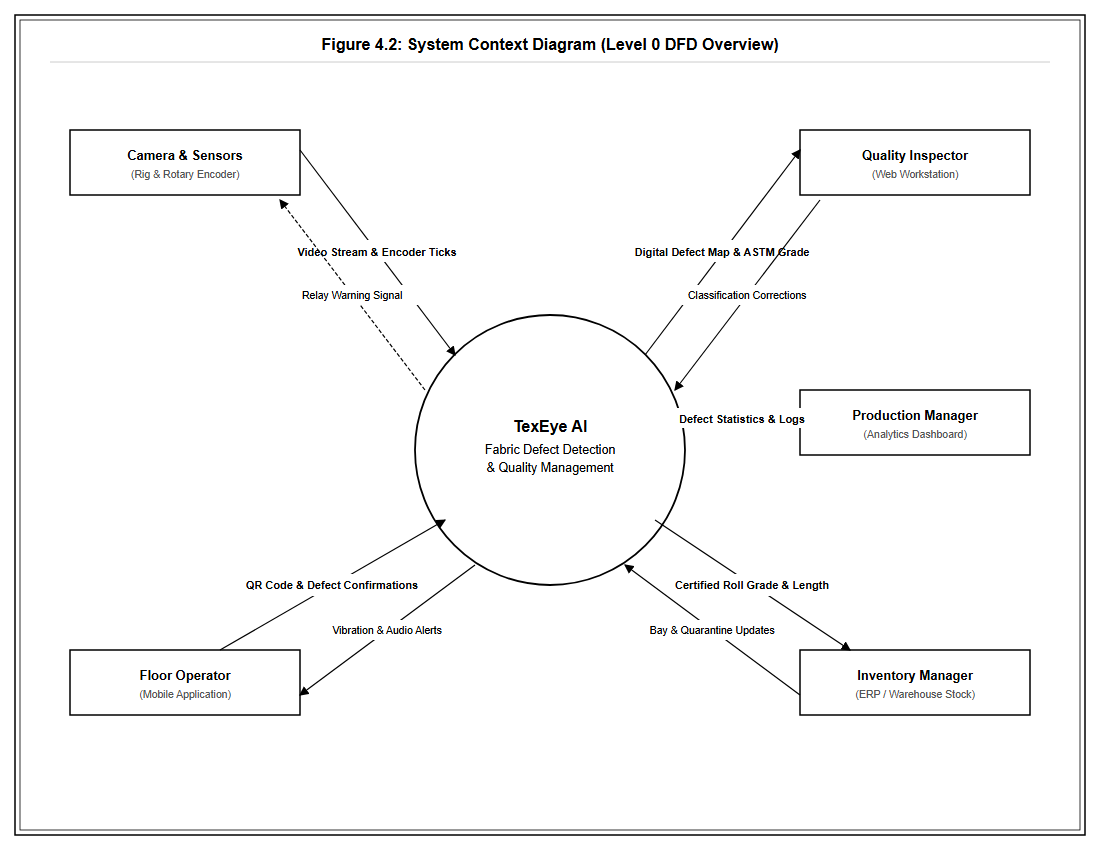 Figure 4.2: System Context Diagram (Level 0 DFD Overview)
Camera & Sensors
(Rig & Rotary Encoder)
Quality Inspector
(Web Workstation)
Video Stream & Encoder Ticks
Digital Defect Map & ASTM Grade
Relay Warning Signal
Classification Corrections
TexEye AI
Fabric Defect Detection
& Quality Management
Defect Statistics & Logs
Production Manager
(Analytics Dashboard)
QR Code & Defect Confirmations
Certified Roll Grade & Length
Vibration & Audio Alerts
Bay & Quarantine Updates
Floor Operator
(Mobile Application)
Inventory Manager
(ERP / Warehouse Stock)